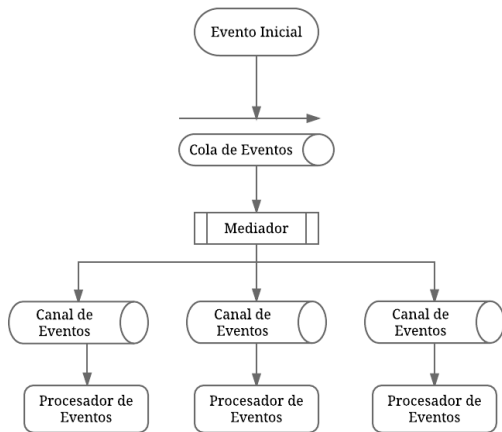 Evento Inicial
Cola de Eventos
Mediador
Canal de
Eventos
Canal de
Eventos
Canal de
Eventos
Procesador de
Eventos
Procesador de
Eventos
Procesador de
Eventos